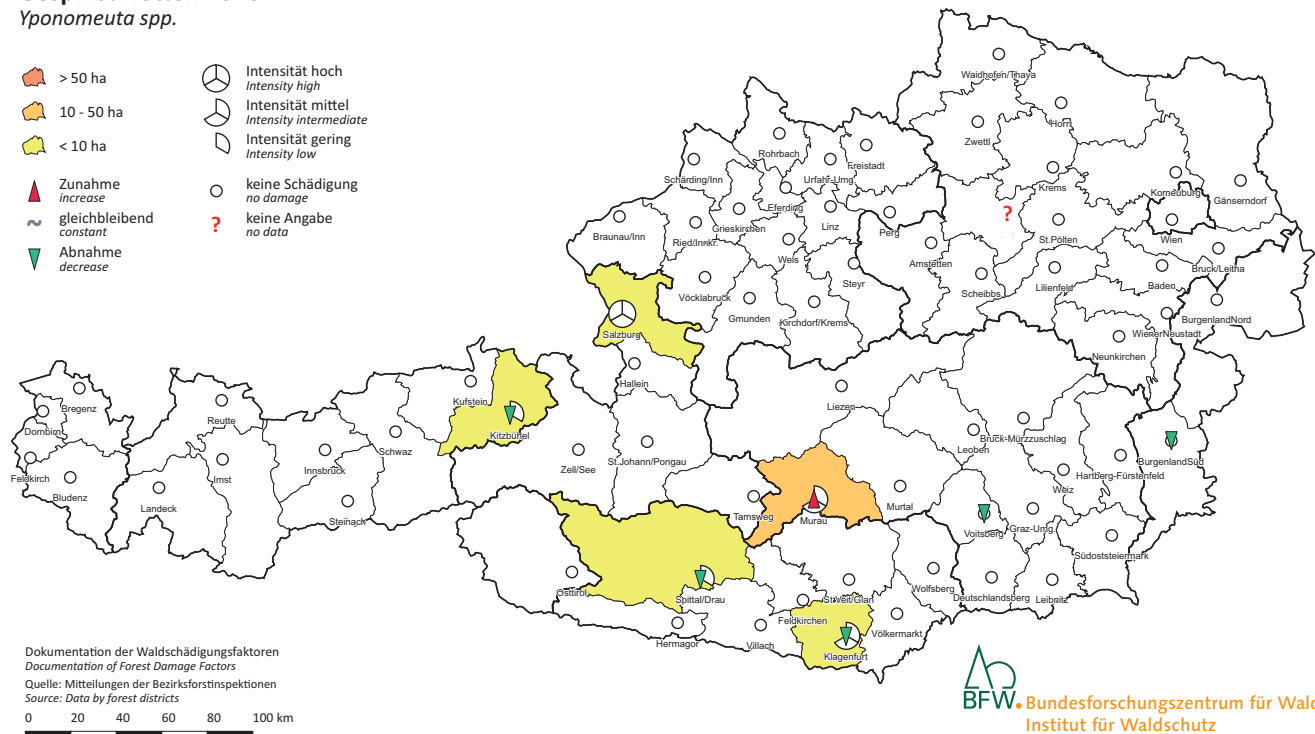 Yponomeuta spp.
> 50 ha
10 - 50 ha
< 10 ha
Zunahme
increase
~ gleichbleibend
constant
Abnahme
decrease
Intensität hoch
Intensity high
Intensität mittel
Intensity intermediate
Intensität gering
Intensity low
keine Schädigung
no damage
? keine Angabe
no data
Waidhofen/Thaya
Horn
Zwettl
Rohrbach
Freistadt
Schärding/Inn
Urfahr-Umg.
Krems
Korneuburg
Gänserndorf
Eferding
Braunau/Inn
Ried/Innkr.
Grieskirchen
Linz
Perg
?
St.Pölten
Wien
Wels
Amstetten
Bruck/Leitha
Steyr
Scheibbs
Lilienfeld
Baden
Vöcklabruck
Gmunden
Kirchdorf/Krems
BurgenlandNord
WienerNeustadt
Salzburg
Neunkirchen
Hallein
Bregenz
Reutte
Kufstein
Liezen
Dornbirn
Kitzbühel
Schwaz
Bruck-Mürzzuschlag
Leoben
St.Johann/Pongau
BurgenlandSüd
Feldkirch
Innsbruck
Imst
Zell/See
Hartberg-Fürstenfeld
Bludenz
Weiz
Landeck
Steinach
Tamsweg
Murau
Murtal
Voitsberg
Graz-Umg.
Südoststeiermark
Osttirol
Spittal/Drau
St.Veit/Glan
Wolfsberg
Deutschlandsberg
Leibnitz
Feldkirchen
Völkermarkt
Hermagor
Villach
Klagenfurt
Dokumentation der Waldschädigungsfaktoren
Documentation of Forest Damage Factors
Quelle: Mitteilungen der Bezirksforstinspektionen
Source: Data by forest districts
0 20 40 60 80 100 km
BFW. Bundesforschungszentrum für Wald
Institut für Waldschutz